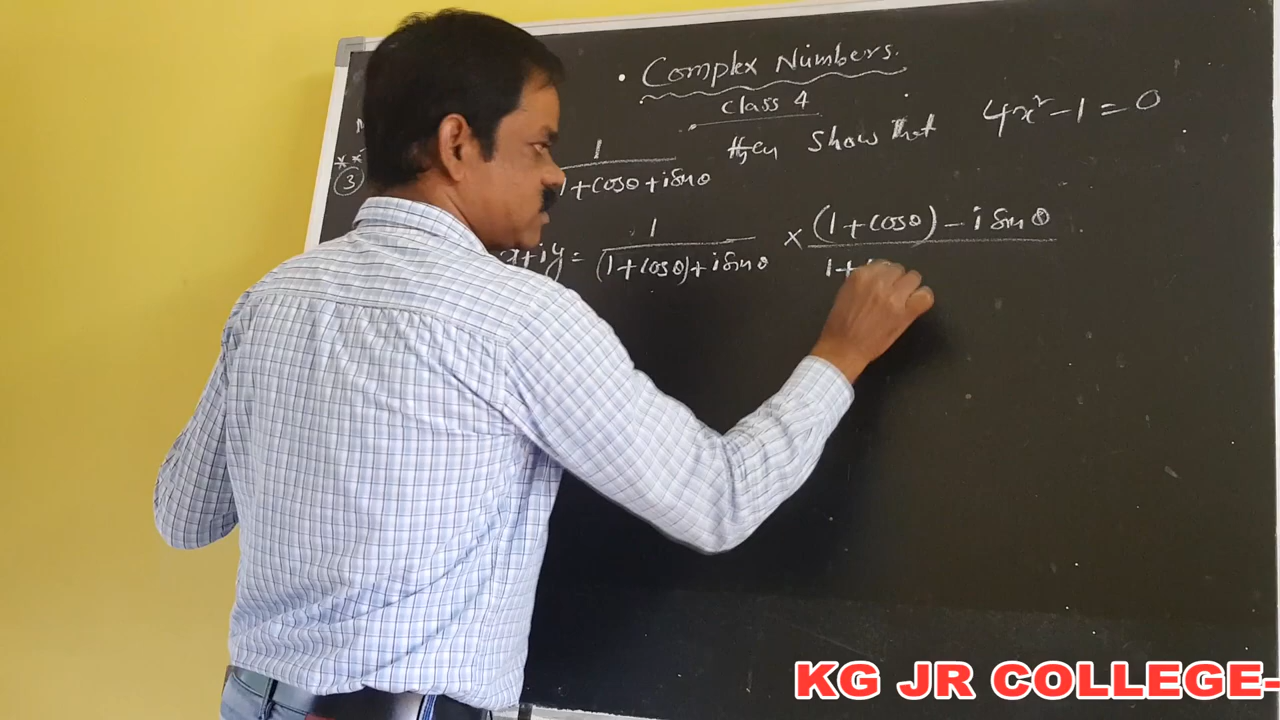 • Complex Numbers.
class 4
** ③ 1 / 1+cosθ+isinθ then show that 4x²-1=0
x+iy = 1 / (1+cosθ)+isinθ × (1+cosθ)-isinθ / 1+
KG JR COLLEGE-